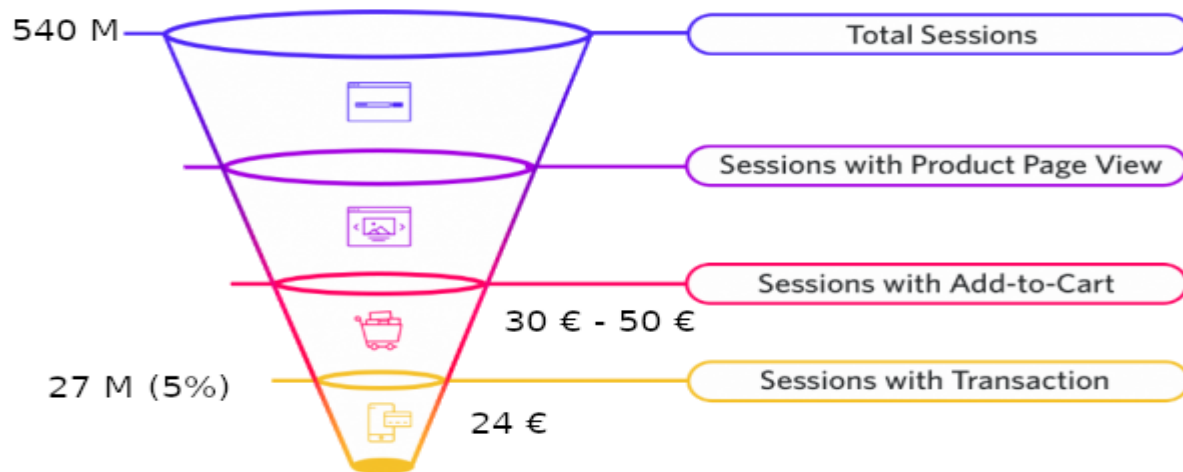 540 M
Total Sessions
Sessions with Product Page View
Sessions with Add-to-Cart
30 € - 50 €
27 M (5%)
Sessions with Transaction
24 €